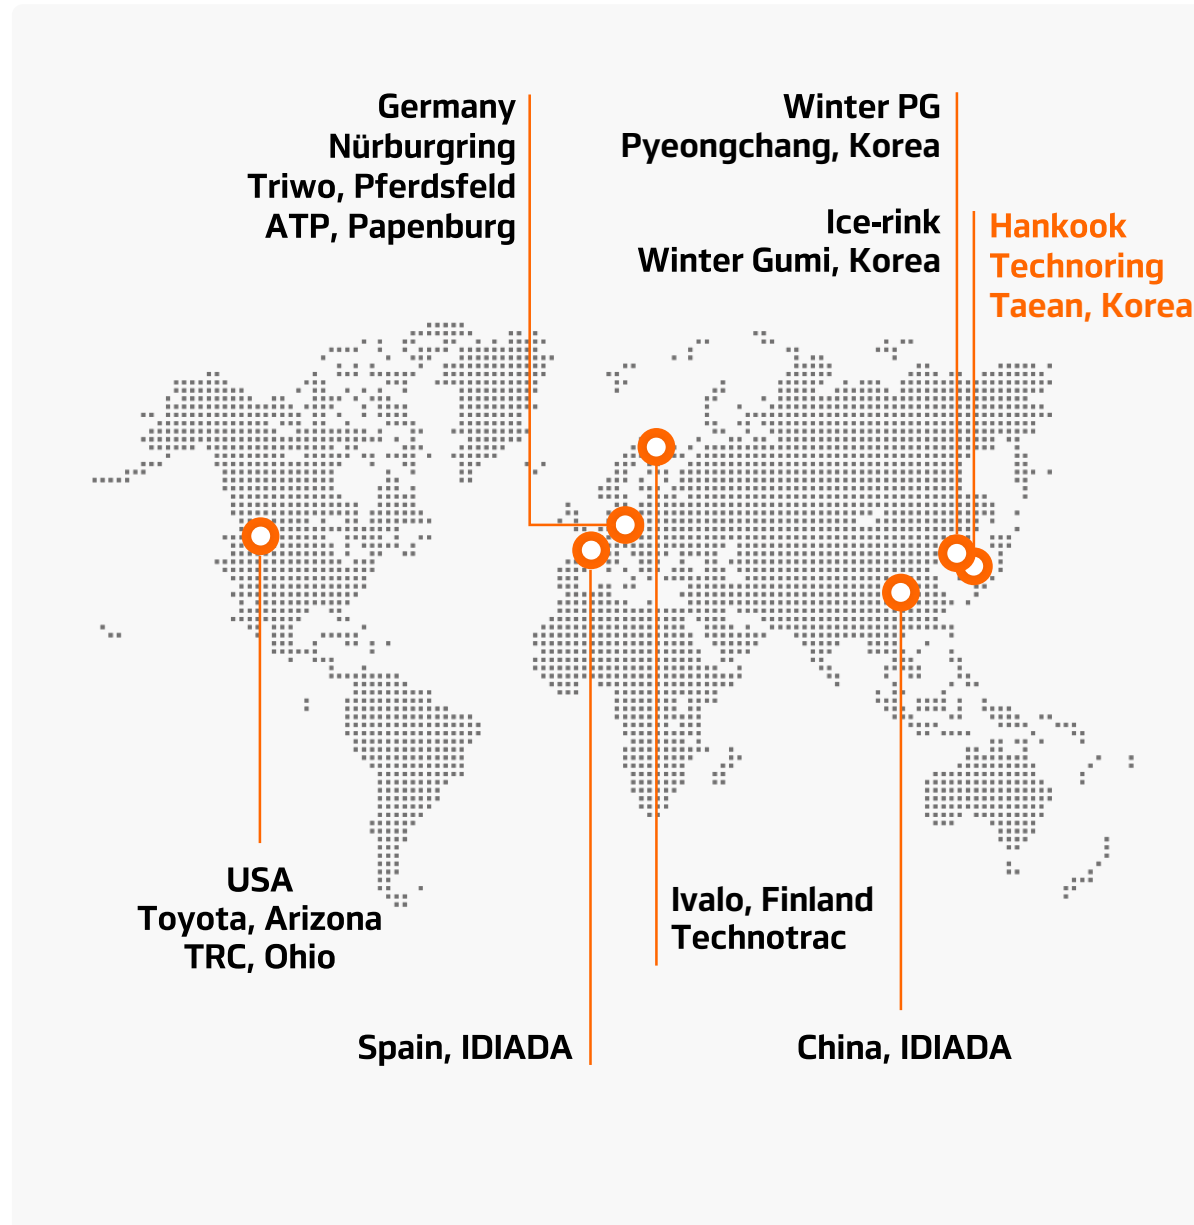 Germany
Nürburgring
Triwo, Pferdsfeld
ATP, Papenburg
Winter PG
Pyeongchang, Korea
Ice-rink
Winter Gumi, Korea
Hankook
Technoring
Taean, Korea
USA
Toyota, Arizona
TRC, Ohio
Ivalo, Finland
Technotrac
Spain, IDIADA
China, IDIADA